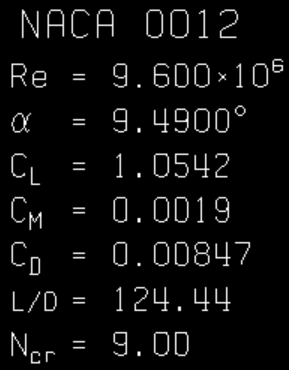 NACA 0012
Re = 9.600×10⁶
α = 9.4900°
C_L = 1.0542
C_M = 0.0019
C_D = 0.00847
L/D = 124.44
N_cr = 9.00